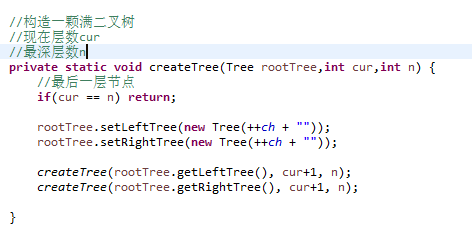 //构造一颗满二叉树
//现在层数cur
//最深层数n
private static void createTree(Tree rootTree,int cur,int n) {
//最后一层节点
if(cur == n) return;
rootTree.setLeftTree(new Tree(++ch + ""));
rootTree.setRightTree(new Tree(++ch + ""));
createTree(rootTree.getLeftTree(), cur+1, n);
createTree(rootTree.getRightTree(), cur+1, n);
}